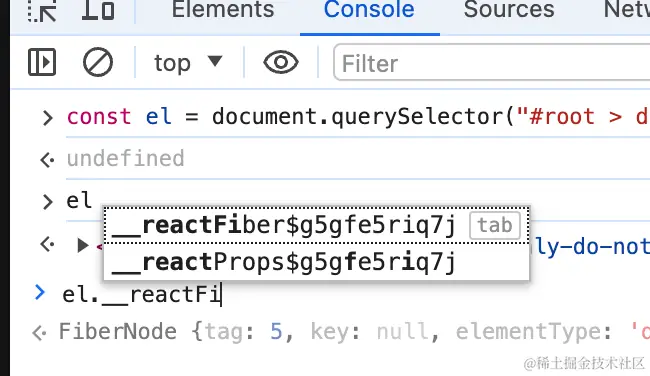 Elements Console Sources Netw
top Filter
const el = document.querySelector("#root > d
undefined
el
__reactFiber$g5gfe5riq7j tab
ly-do-not
__reactProps$g5gfe5riq7j
el.__reactFi
FiberNode {tag: 5, key: null, elementType: 'd
@稀土掘金技术社区